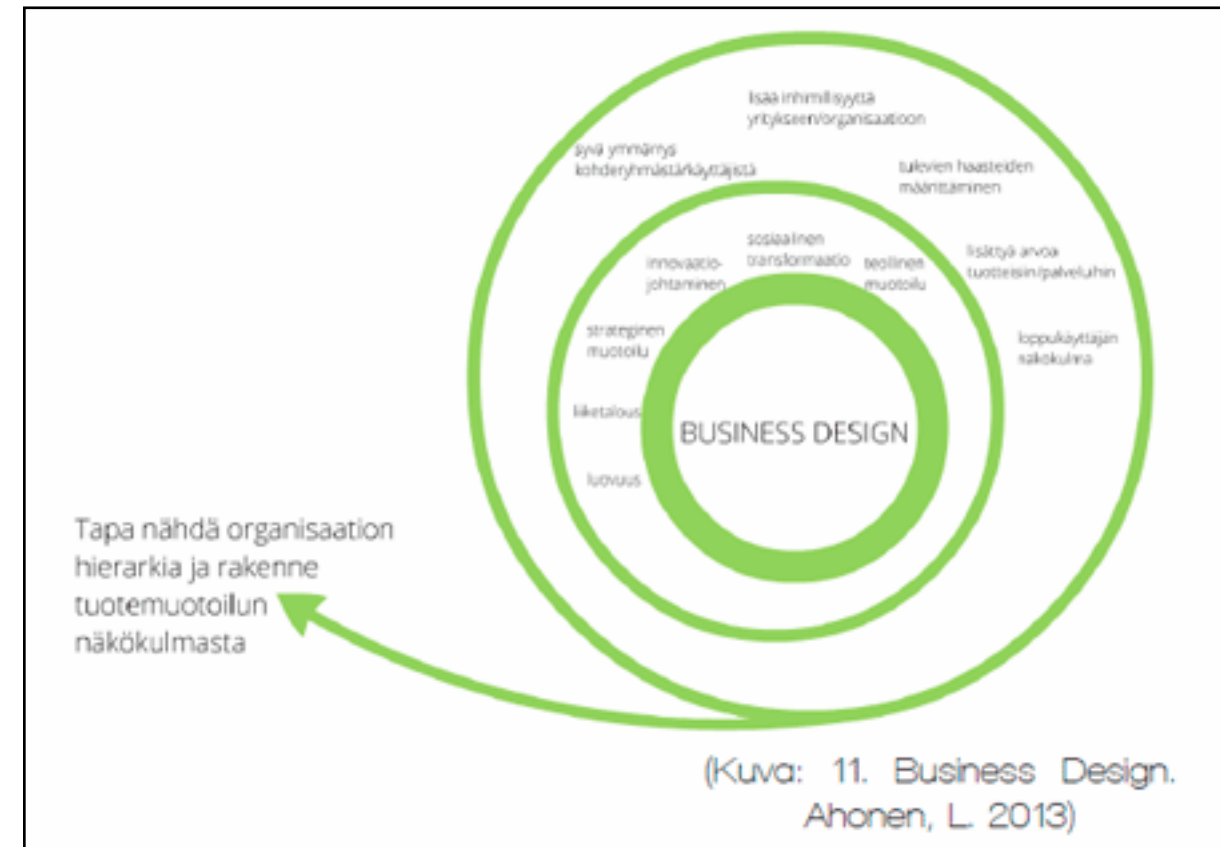 lisää inhimillisyyttä
yritykseen/organisaatioon
syvä ymmärrys
kohderyhmästä/käyttäjistä
tulevien haasteiden
määrittäminen
lisättyä arvoa
tuotteisiin/palveluihin
loppukäyttäjän
näkökulma
sosiaalinen
transformaatio
innovaatio-
johtaminen
teollinen
muotoilu
strateginen
muotoilu
liiketalous
luovuus
BUSINESS DESIGN
Tapa nähdä organisaation
hierarkia ja rakenne
tuotemuotoilun
näkökulmasta
(Kuva: 11. Business Design.
Ahonen, L. 2013)